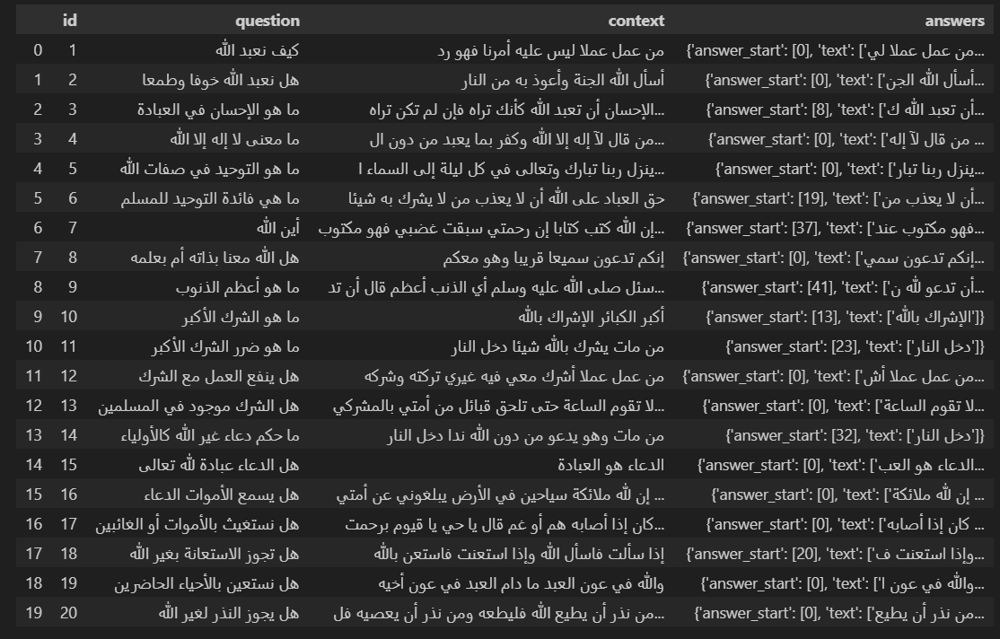 id question context answers
0 1 كيف نعبد الله من عمل عملا ليس عليه أمرنا فهو رد {'answer_start': [0], 'text': ['من عمل عملا لي...
1 2 هل نعبد الله خوفا وطمعا أسأل الله الجنة وأعوذ به من النار {'answer_start': [0], 'text': ['أسأل الله الجن...
2 3 ما هو الإحسان في العبادة الإحسان أن تعبد الله كأنك تراه فإن لم تكن تراه... {'answer_start': [8], 'text': ['أن تعبد الله ك...
3 4 ما معنى لا إله إلا الله من قال لآ إله إلا الله وكفر بما يعبد من دون ال... {'answer_start': [0], 'text': ['من قال لآ إله ...
4 5 ما هو التوحيد في صفات الله ينزل ربنا تبارك وتعالى في كل ليلة إلى السماء ا... {'answer_start': [0], 'text': ['ينزل ربنا تبار...
5 6 ما هي فائدة التوحيد للمسلم حق العباد على الله أن لا يعذب من لا يشرك به شيئا {'answer_start': [19], 'text': ['أن لا يعذب من...
6 7 أين الله إن الله كتب كتابا إن رحمتي سبقت غضبي فهو مكتوب... {'answer_start': [37], 'text': ['فهو مكتوب عند...
7 8 هل الله معنا بذاته أم بعلمه إنكم تدعون سميعا قريبا وهو معكم {'answer_start': [0], 'text': ['إنكم تدعون سمي...
8 9 ما هو أعظم الذنوب سئل صلى الله عليه وسلم أي الذنب أعظم قال أن تد... {'answer_start': [41], 'text': ['أن تدعو لله ن...
9 10 ما هو الشرك الأكبر أكبر الكبائر الإشراك بالله {'answer_start': [13], 'text': ['الإشراك بالله']}
10 11 ما هو ضرر الشرك الأكبر من مات يشرك بالله شيئا دخل النار {'answer_start': [23], 'text': ['دخل النار']}
11 12 هل ينفع العمل مع الشرك من عمل عملا أشرك معي فيه غيري تركته وشركه {'answer_start': [0], 'text': ['من عمل عملا أش...
12 13 هل الشرك موجود في المسلمين لا تقوم الساعة حتى تلحق قبائل من أمتي بالمشركي... {'answer_start': [0], 'text': ['لا تقوم الساعة...
13 14 ما حكم دعاء غير الله كالأولياء من مات وهو يدعو من دون الله ندا دخل النار {'answer_start': [32], 'text': ['دخل النار']}
14 15 هل الدعاء عبادة لله تعالى الدعاء هو العبادة {'answer_start': [0], 'text': ['الدعاء هو العب...
15 16 هل يسمع الأموات الدعاء إن لله ملائكة سياحين في الأرض يبلغوني عن أمتي ... {'answer_start': [0], 'text': ['إن لله ملائكة ...
16 17 هل نستغيث بالأموات أو الغائبين كان إذا أصابه هم أو غم قال يا حي يا قيوم برحمت... {'answer_start': [0], 'text': ['كان إذا أصابه ...
17 18 هل تجوز الاستعانة بغير الله إذا سألت فاسأل الله وإذا استعنت فاستعن بالله {'answer_start': [20], 'text': ['وإذا استعنت ف...
18 19 هل نستعين بالأحياء الحاضرين والله في عون العبد ما دام العبد في عون أخيه {'answer_start': [0], 'text': ['والله في عون ا...
19 20 هل يجوز النذر لغير الله من نذر أن يطيع الله فليطعه ومن نذر أن يعصيه فل... {'answer_start': [0], 'text': ['من نذر أن يطيع...